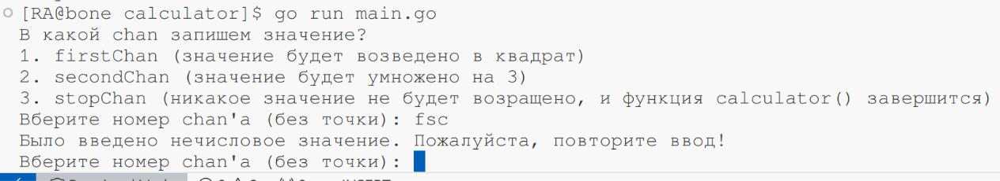 [RA@bone calculator]$ go run main.go
В какой chan запишем значение?
1. firstChan (значение будет возведено в квадрат)
2. secondChan (значение будет умножено на 3)
3. stopChan (никакое значение не будет возращено, и функция calculator() завершится)
Вберите номер chan'а (без точки): fsc
Было введено нечисловое значение. Пожалуйста, повторите ввод!
Вберите номер chan'а (без точки):